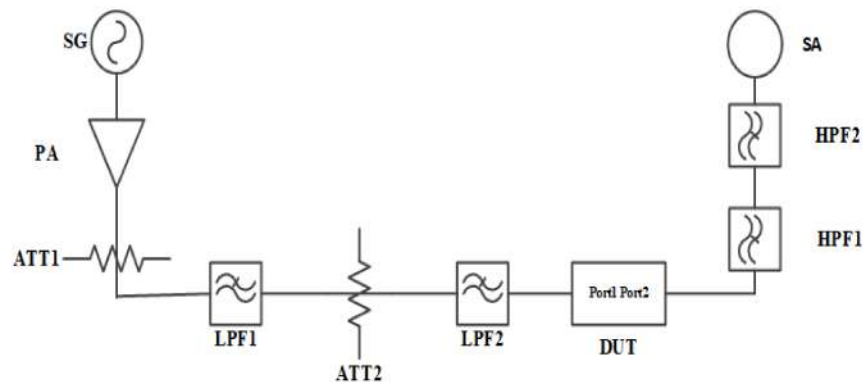 SG
SA
PA
HPF2
HPF1
ATT1
LPF1
ATT2
LPF2
Port1 Port2
DUT